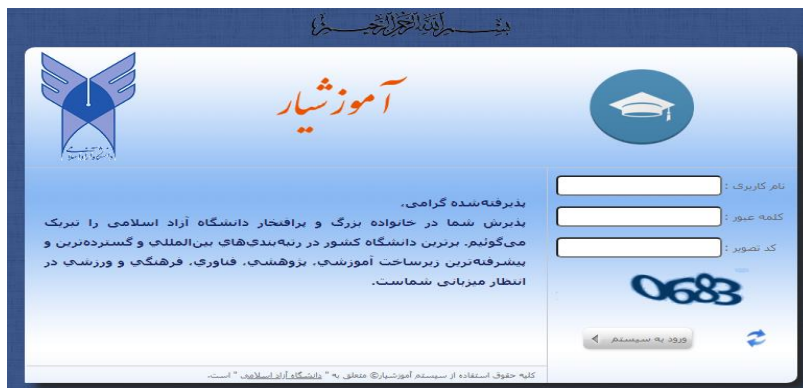 بسم الله الرحمن الرحیم
آموزشیار
نام کاربری :
کلمه عبور :
کد تصویر :
0683
ورود به سیستم
پذیرفته‌شده گرامی،
پذیرش شما در خانواده بزرگ و پرافتخار دانشگاه آزاد اسلامی را تبریک
می‌گوئیم. برترین دانشگاه کشور در رتبه‌بندی‌های بین‌المللی و گسترده‌ترین و
پیشرفته‌ترین زیرساخت آموزشی، پژوهشی، فناوری، فرهنگی و ورزشی در
انتظار میزبانی شماست.
کلیه حقوق استفاده از سیستم آموزشیار© متعلق به " دانشگاه آزاد اسلامی " است.